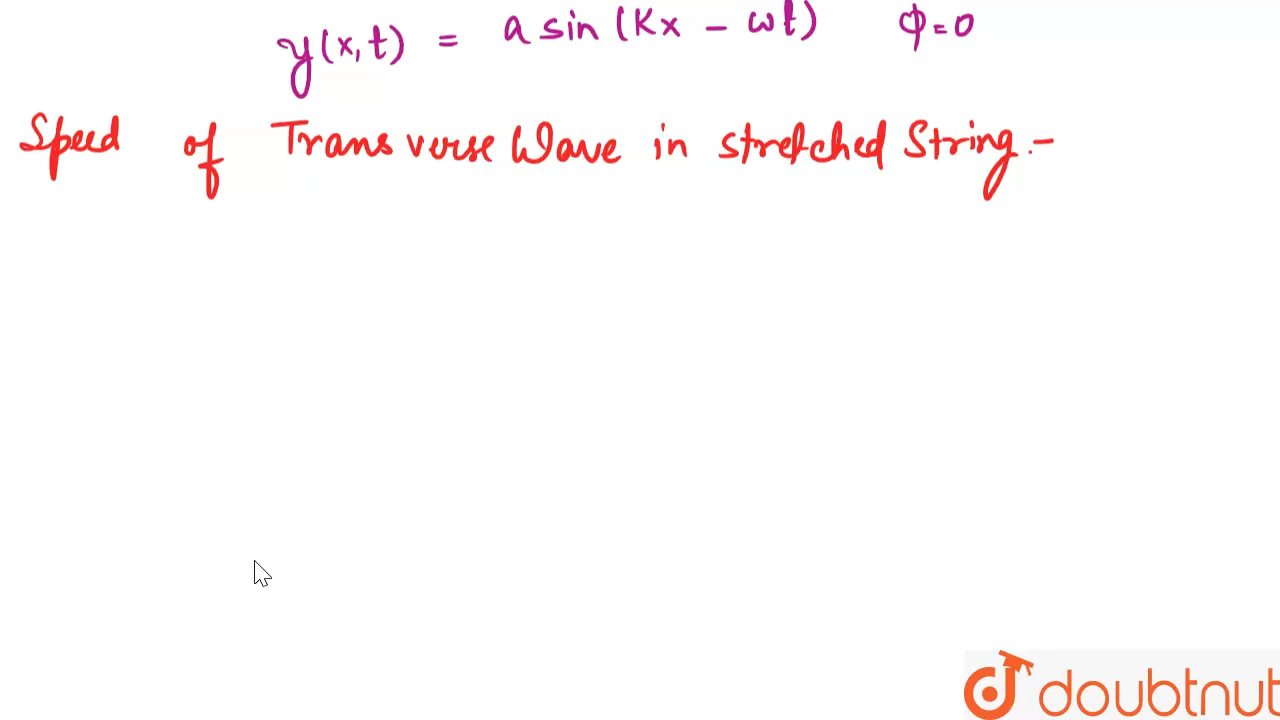 y(x,t) = a sin (Kx - ωt) φ=0
Speed of Transverse Wave in stretched String :-
doubtnut